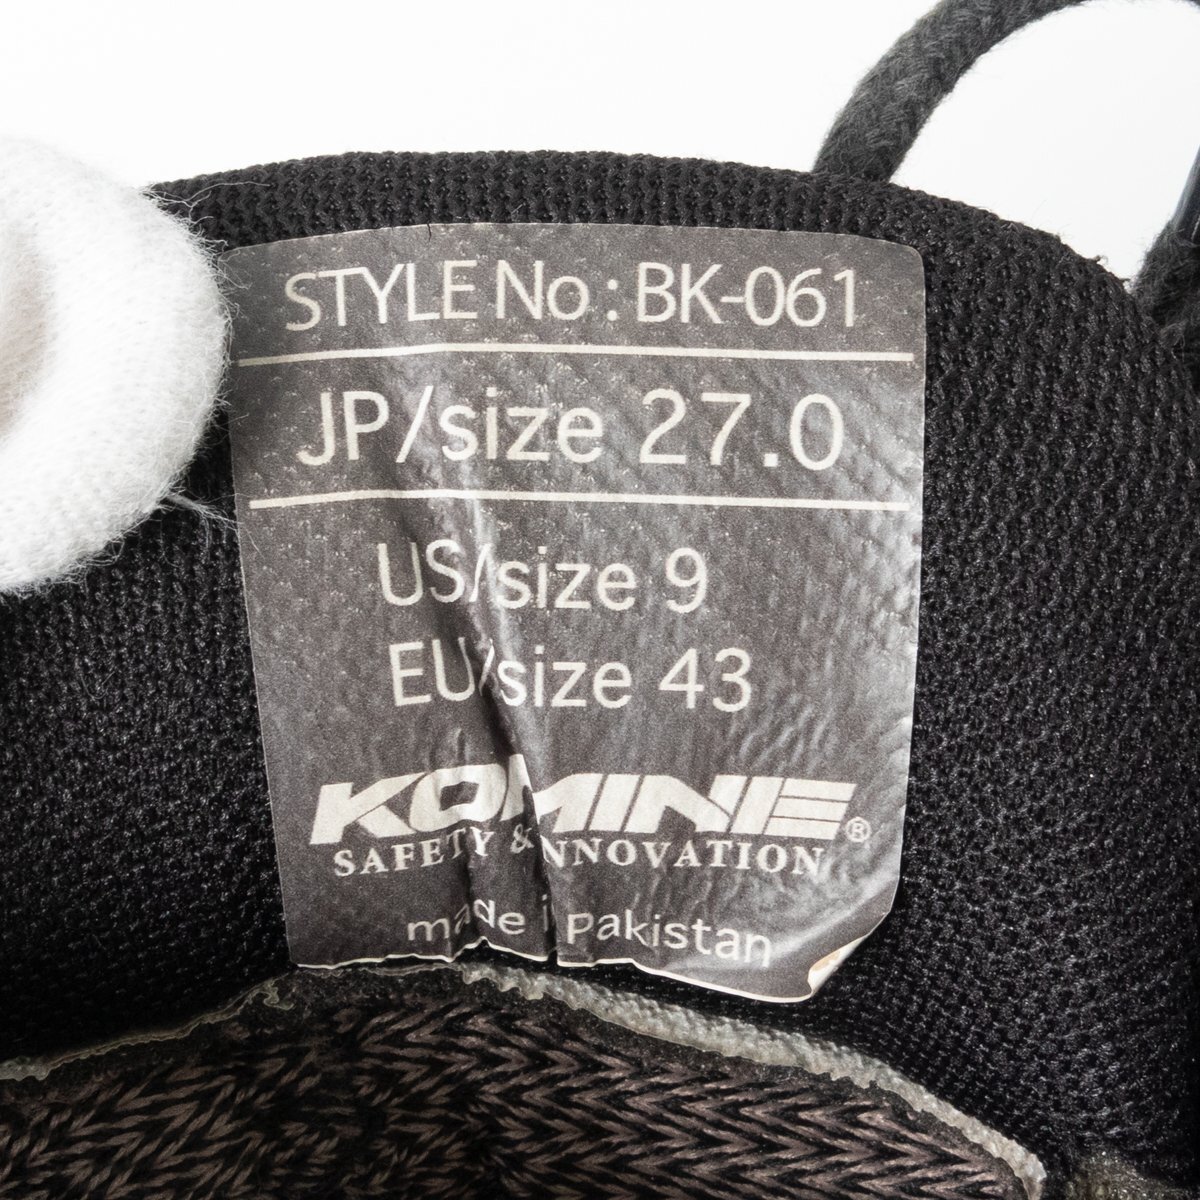 STYLE No : BK-061
JP/size 27.0
US/size 9
EU/size 43
KOMINE®
SAFETY & INNOVATION
made in Pakistan